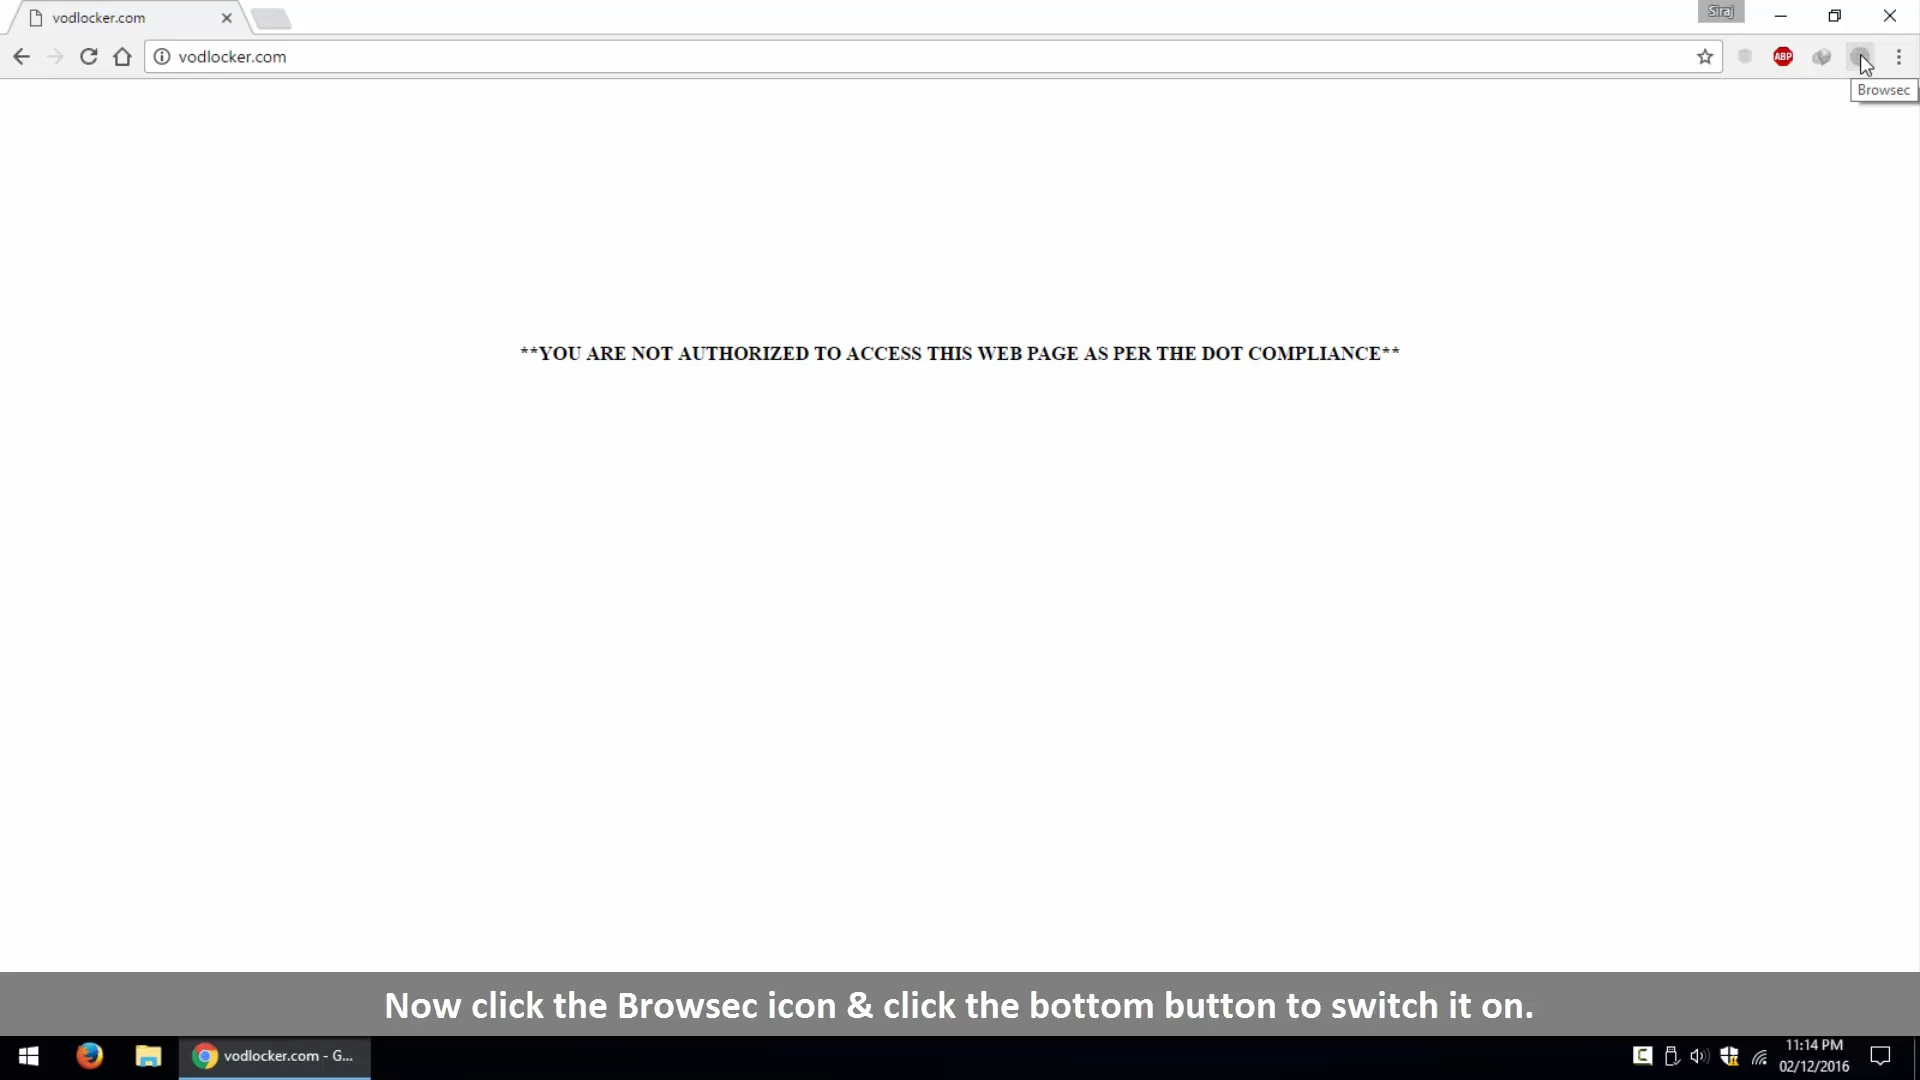 vodlocker.com
Siraj
vodlocker.com
ABP
Browsec
**YOU ARE NOT AUTHORIZED TO ACCESS THIS WEB PAGE AS PER THE DOT COMPLIANCE**
Now click the Browsec icon & click the bottom button to switch it on.
vodlocker.com - G...
11:14 PM
02/12/2016